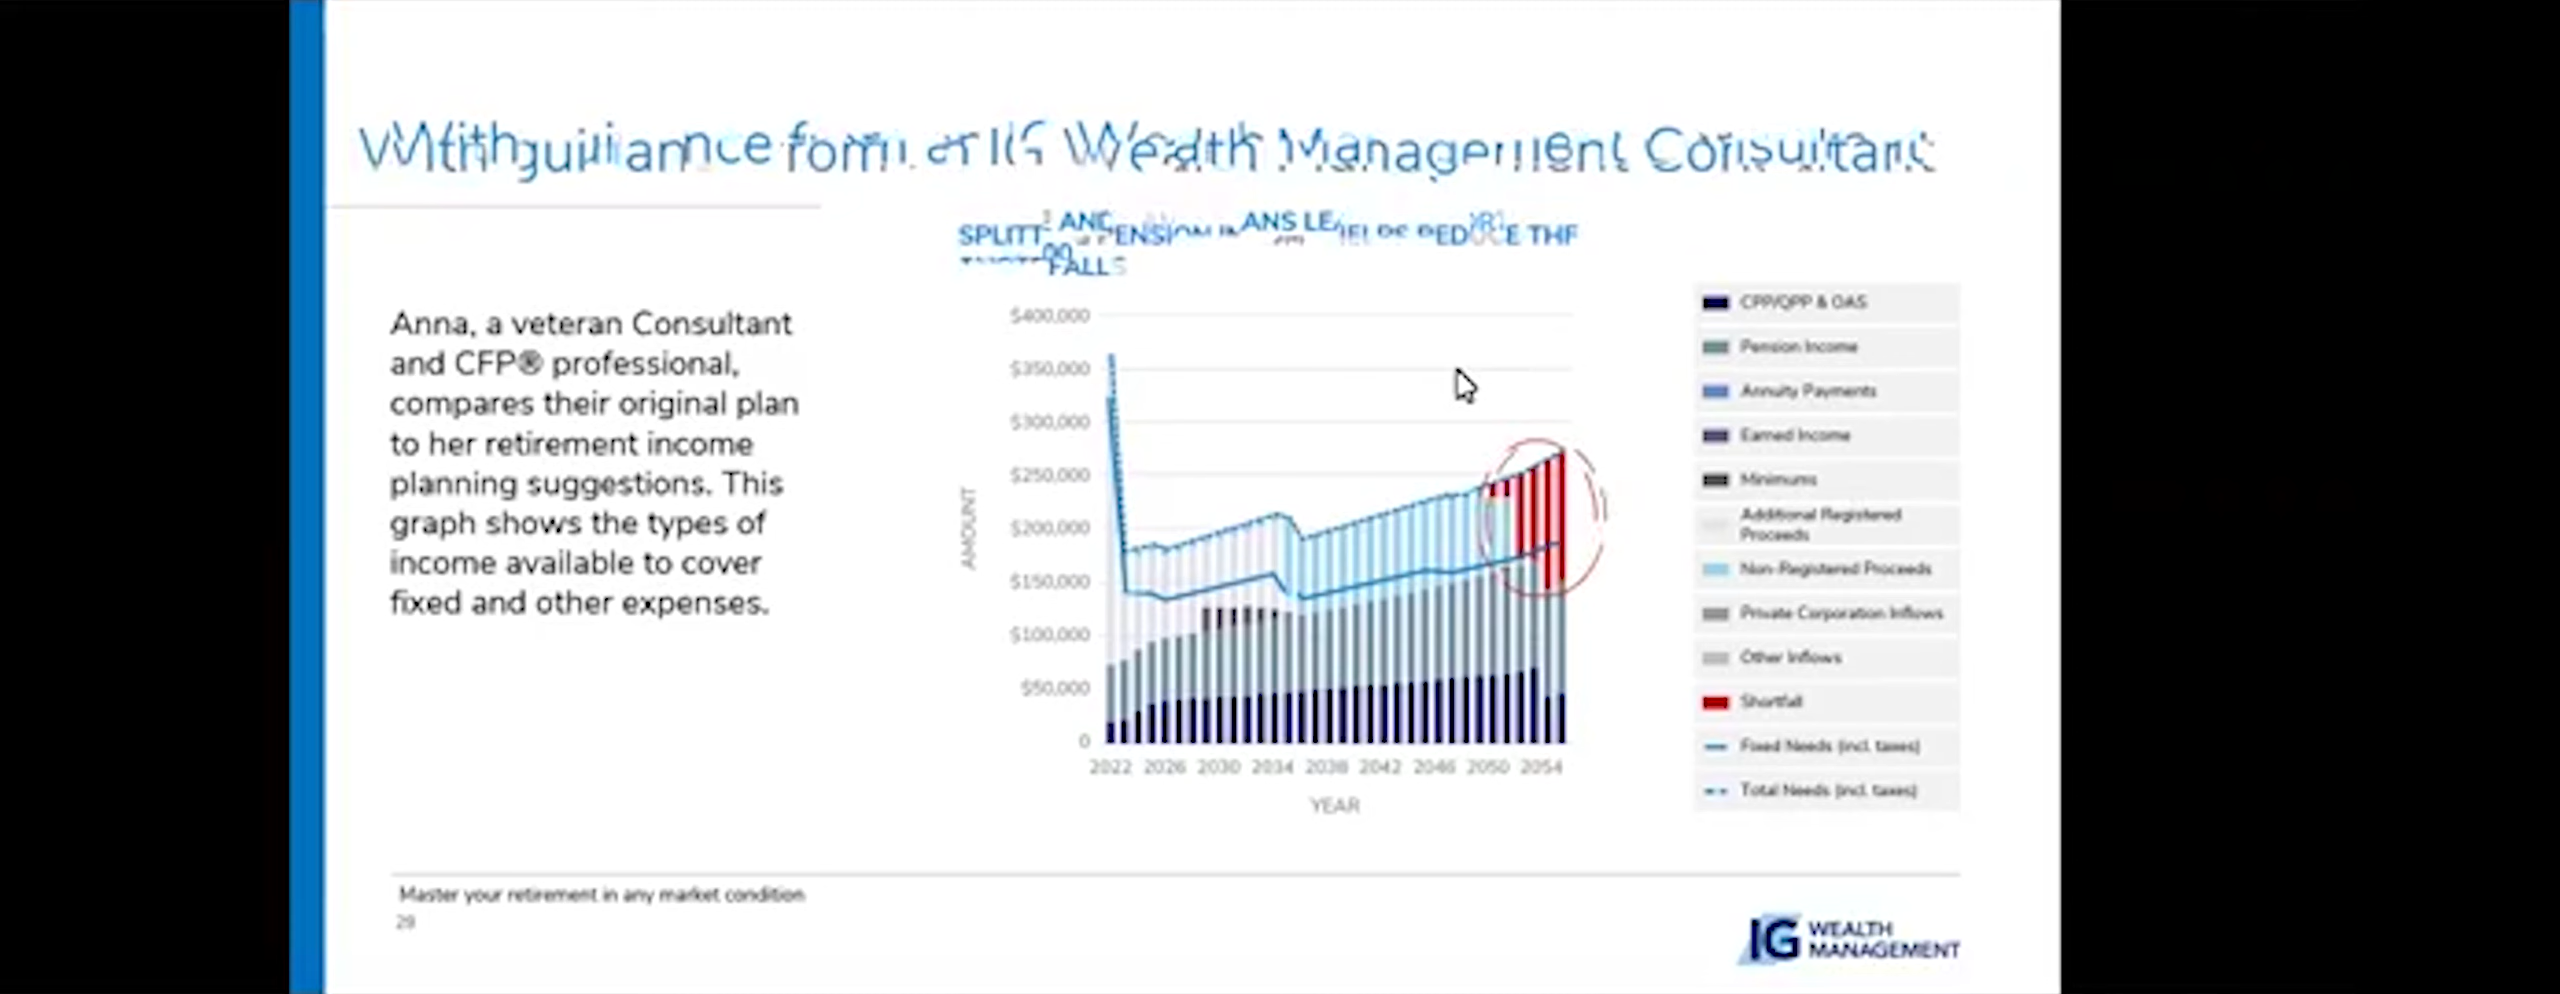 Wealth Management Consultant
SPLITT
THE
FALLS
Anna, a veteran Consultant
and CFP® professional,
compares their original plan
to her retirement income
planning suggestions. This
graph shows the types of
income available to cover
fixed and other expenses.
$400,000
$350,000
$300,000
$250,000
$200,000
$150,000
$100,000
$50,000
0
AMOUNT
2022 2026 2030 2034 2038 2042 2046 2050 2054
YEAR
CPP/QPP & OAS
Pension Income
Annuity Payments
Earned Income
Minimums
Additional Registered
Proceeds
Non-Registered Proceeds
Private Corporation Inflows
Other Inflows
Shortfall
Fixed Needs (incl. taxes)
Total Needs (incl. taxes)
Master your retirement in any market condition
29
IG WEALTH
MANAGEMENT